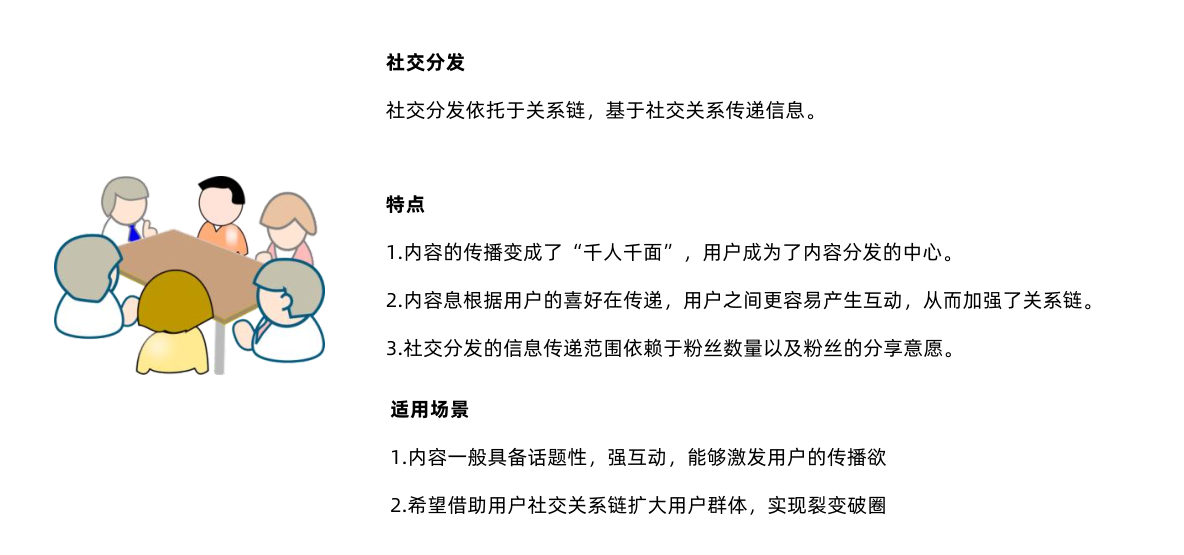 社交分发
社交分发依托于关系链，基于社交关系传递信息。
特点
1.内容的传播变成了“千人千面”，用户成为了内容分发的中心。
2.内容息根据用户的喜好在传递，用户之间更容易产生互动，从而加强了关系链。
3.社交分发的信息传递范围依赖于粉丝数量以及粉丝的分享意愿。
适用场景
1.内容一般具备话题性，强互动，能够激发用户的传播欲
2.希望借助用户社交关系链扩大用户群体，实现裂变破圈